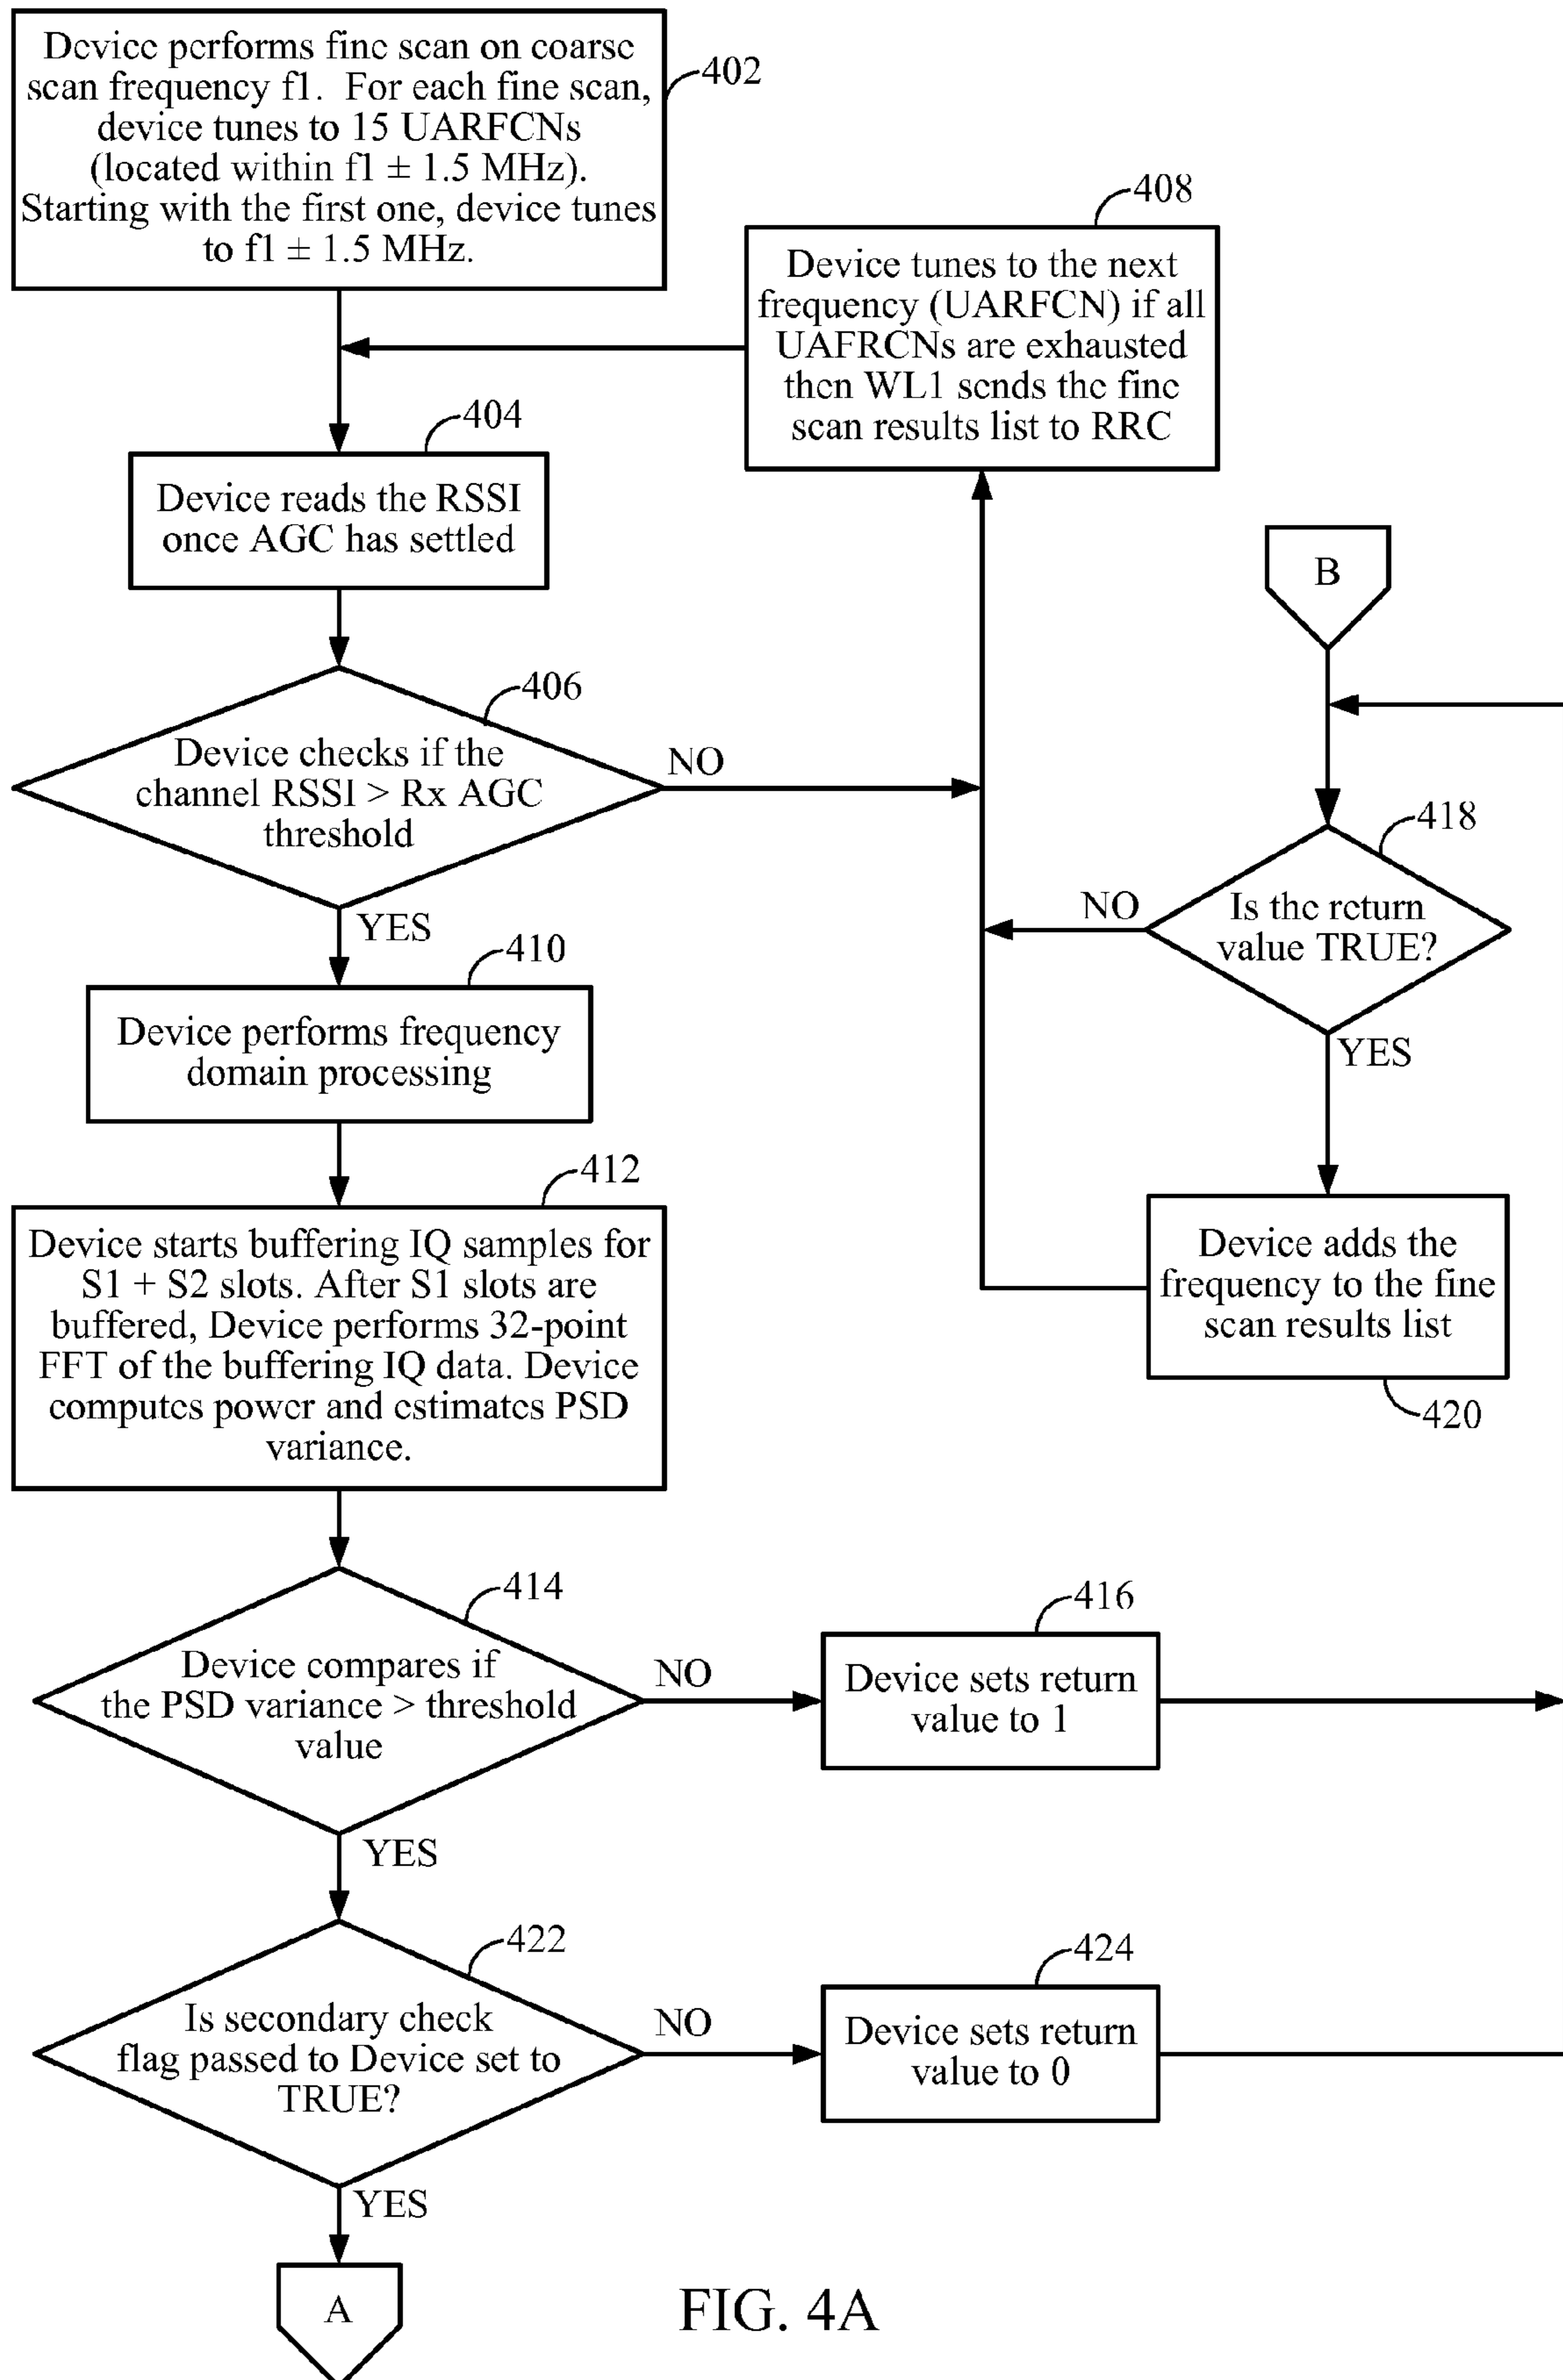 Device performs fine scan on coarse
scan frequency f1. For each fine scan,
device tunes to 15 UARFCNs
(located within f1 ± 1.5 MHz).
Starting with the first one, device tunes
to f1 ± 1.5 MHz.
402
408
Device tunes to the next
frequency (UARFCN) if all
UAFRCNs are exhausted
then WL1 sends the fine
scan results list to RRC
404
Device reads the RSSI
once AGC has settled
B
406
Device checks if the
channel RSSI > Rx AGC
threshold
NO
YES
418
Is the return
value TRUE?
NO
YES
410
Device performs frequency
domain processing
412
Device starts buffering IQ samples for
S1 + S2 slots. After S1 slots are
buffered, Device performs 32-point
FFT of the buffering IQ data. Device
computes power and estimates PSD
variance.
Device adds the
frequency to the fine
scan results list
420
414
Device compares if
the PSD variance > threshold
value
NO
YES
416
Device sets return
value to 1
422
Is secondary check
flag passed to Device set to
TRUE?
NO
YES
424
Device sets return
value to 0
A
FIG. 4A